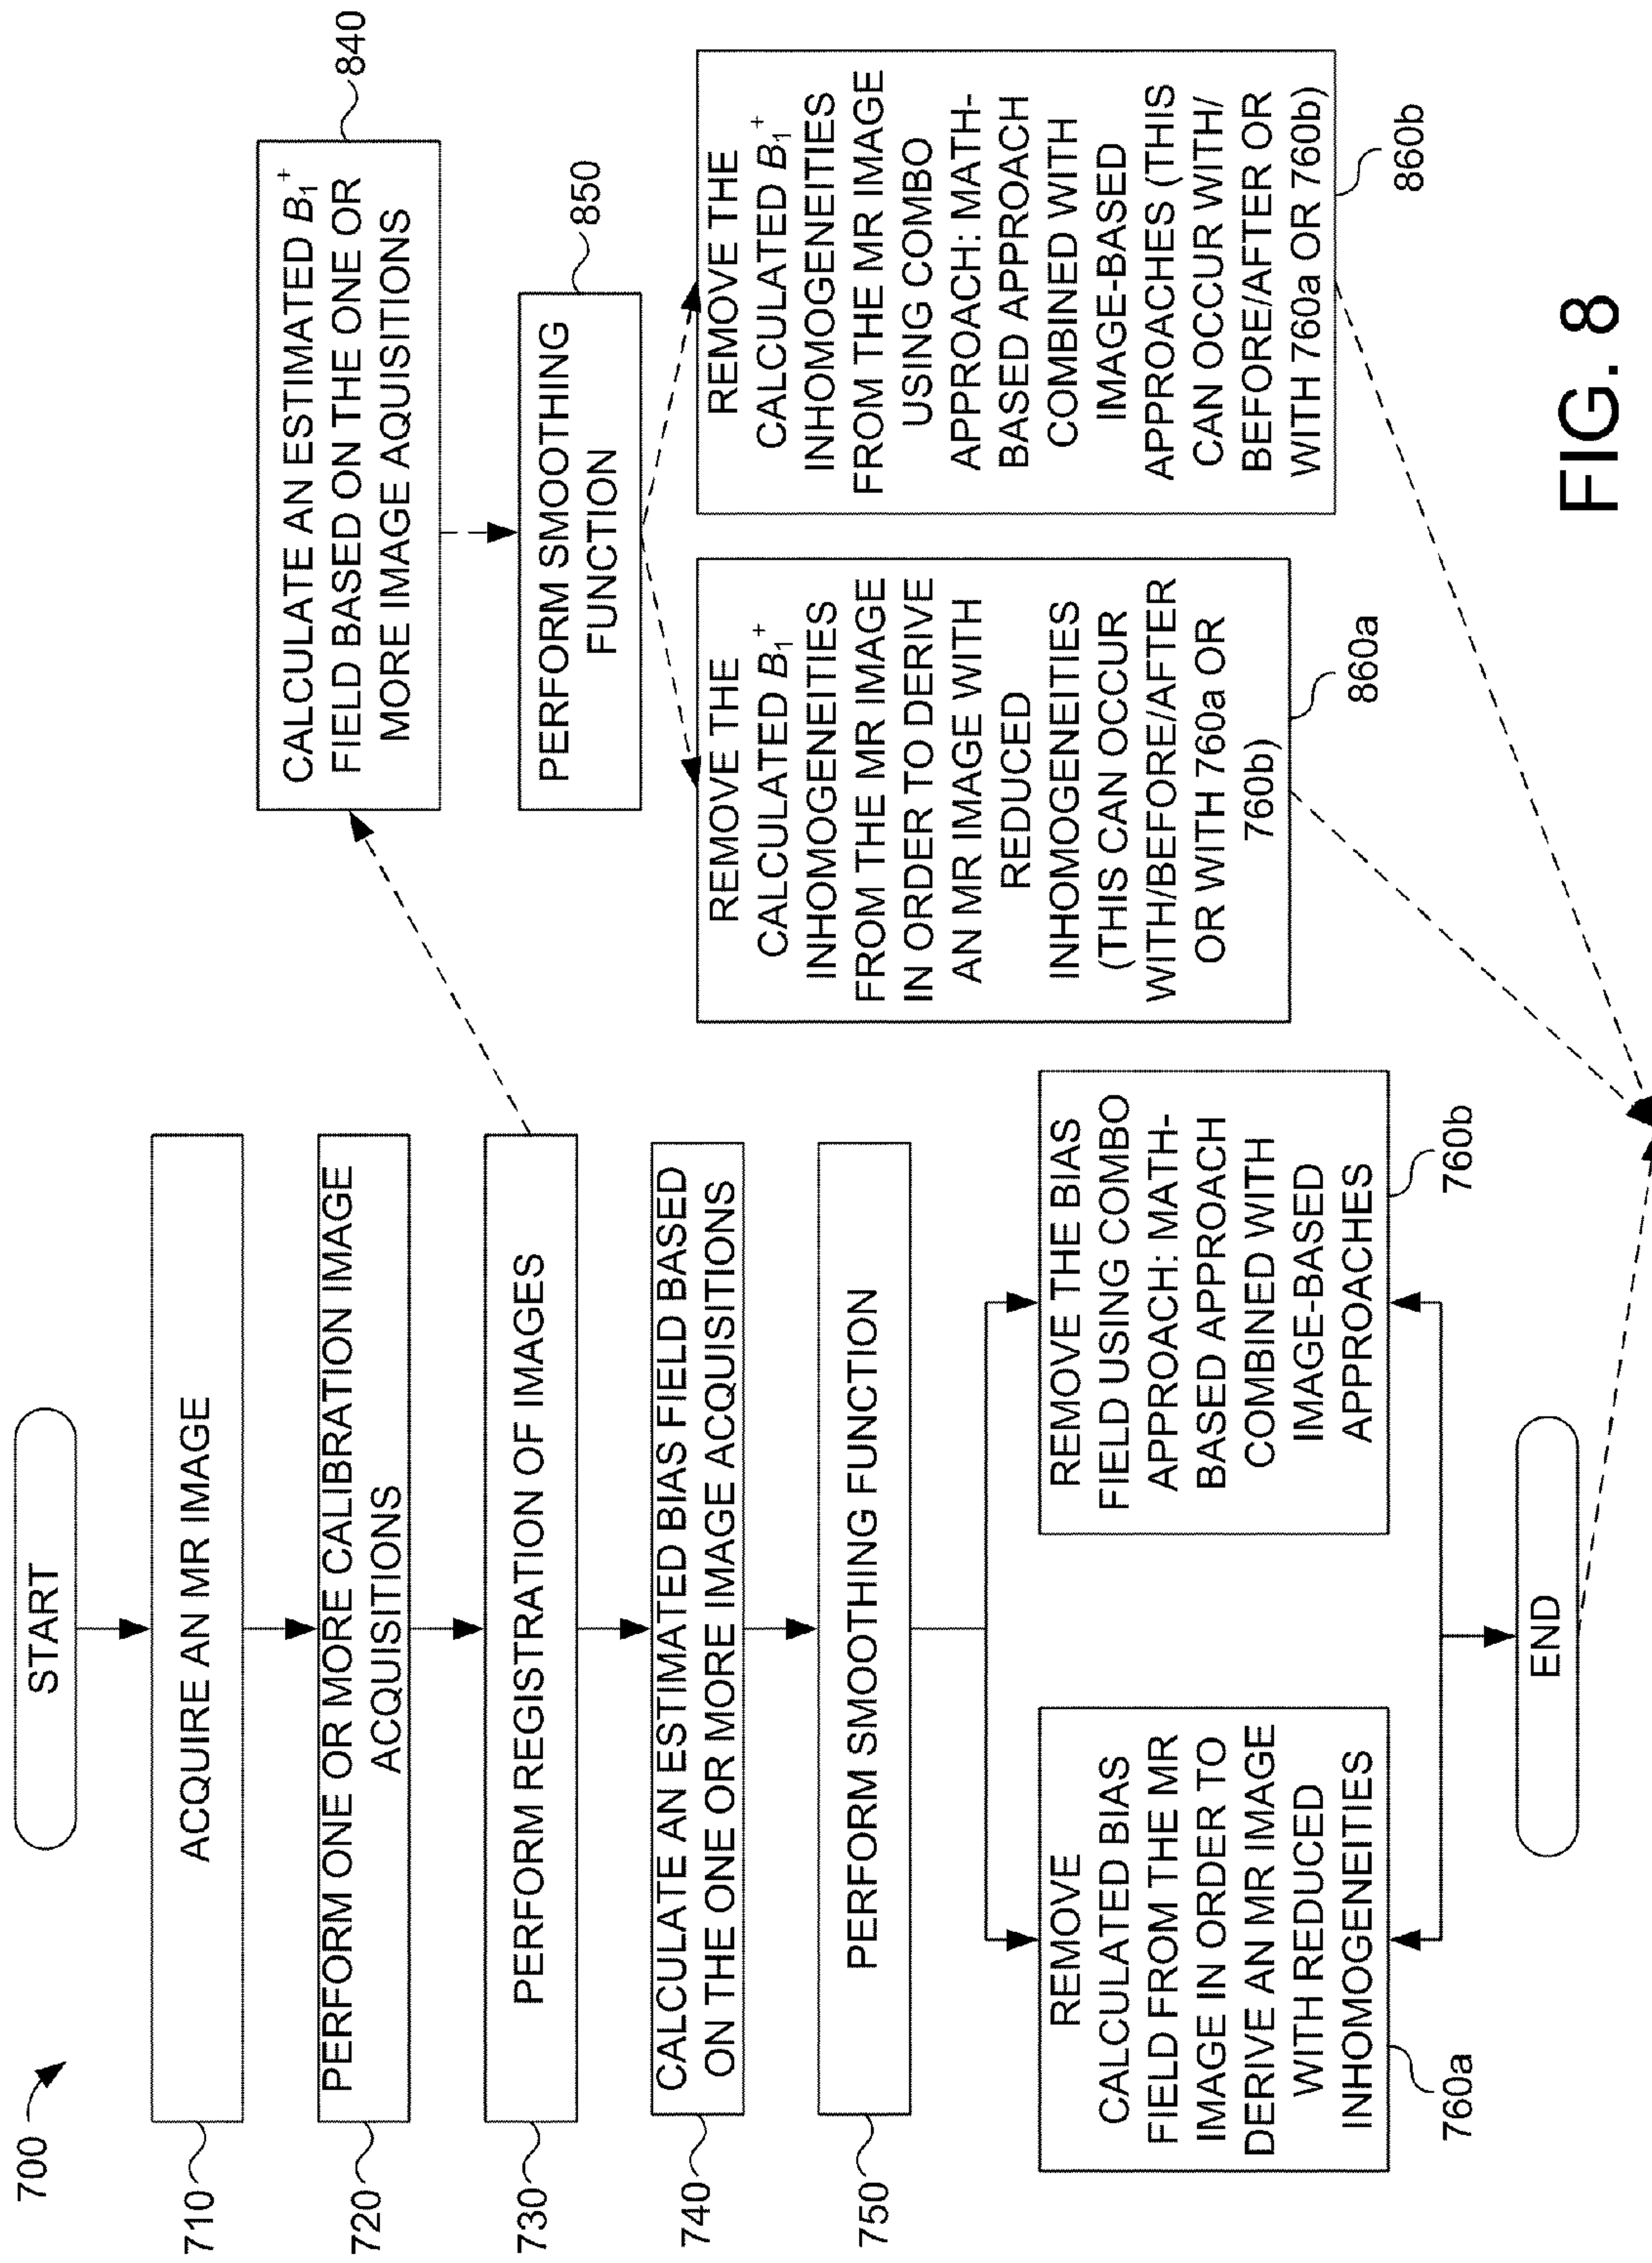 700
START
710
ACQUIRE AN MR IMAGE
720
PERFORM ONE OR MORE CALIBRATION IMAGE
ACQUISITIONS
730
PERFORM REGISTRATION OF IMAGES
740
CALCULATE AN ESTIMATED BIAS FIELD BASED
ON THE ONE OR MORE IMAGE ACQUISITIONS
750
PERFORM SMOOTHING FUNCTION
REMOVE
CALCULATED BIAS
FIELD FROM THE MR
IMAGE IN ORDER TO
DERIVE AN MR IMAGE
WITH REDUCED
INHOMOGENEITIES
760a
REMOVE THE BIAS
FIELD USING COMBO
APPROACH: MATH-
BASED APPROACH
COMBINED WITH
IMAGE-BASED
APPROACHES
760b
END
CALCULATE AN ESTIMATED B₁⁺
FIELD BASED ON THE ONE OR
MORE IMAGE AQUISITIONS
840
PERFORM SMOOTHING
FUNCTION
850
REMOVE THE
CALCULATED B₁⁺
INHOMOGENEITIES
FROM THE MR IMAGE
IN ORDER TO DERIVE
AN MR IMAGE WITH
REDUCED
INHOMOGENEITIES
(THIS CAN OCCUR
WITH/BEFORE/AFTER
OR WITH 760a OR
760b)
860a
REMOVE THE
CALCULATED B₁⁺
INHOMOGENEITIES
FROM THE MR IMAGE
USING COMBO
APPROACH: MATH-
BASED APPROACH
COMBINED WITH
IMAGE-BASED
APPROACHES (THIS
CAN OCCUR WITH/
BEFORE/AFTER OR
WITH 760a OR 760b)
860b
FIG. 8